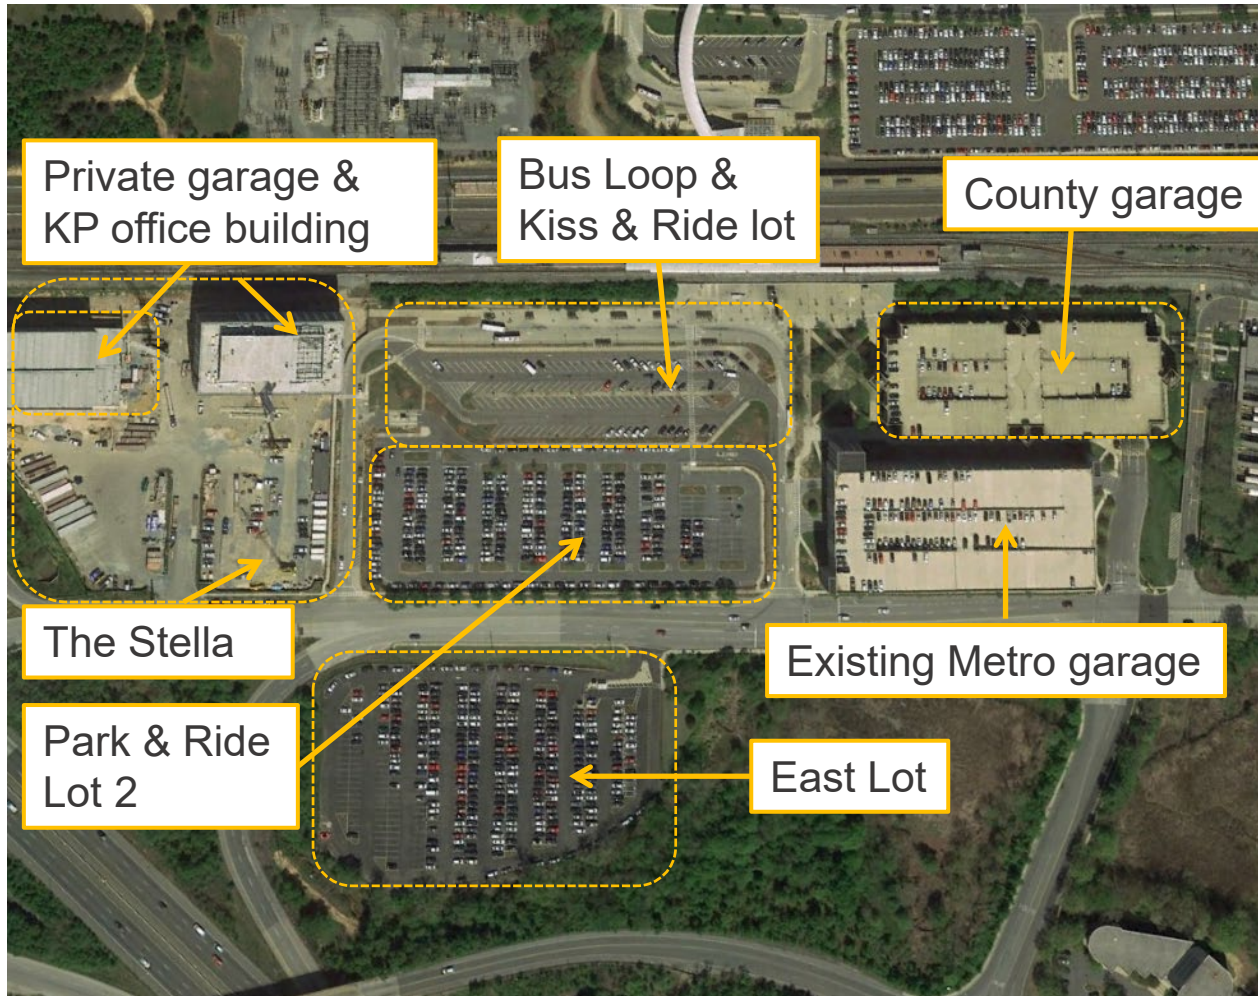 Private garage &
KP office building
Bus Loop &
Kiss & Ride lot
County garage
The Stella
Existing Metro garage
Park & Ride
Lot 2
East Lot